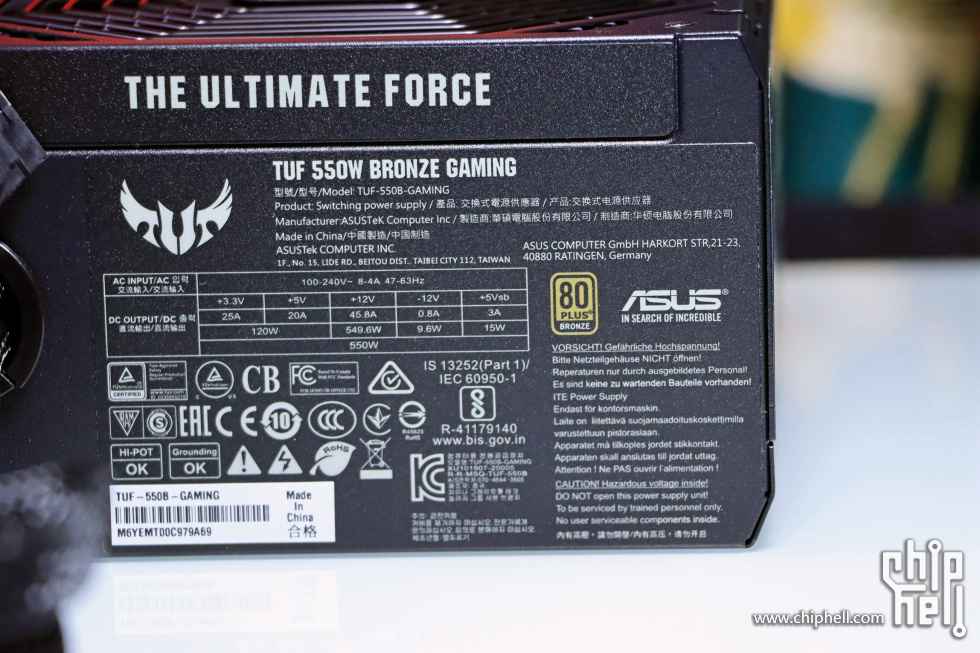 THE ULTIMATE FORCE
TUF 550W BRONZE GAMING
型號/型号/Model: TUF-550B-GAMING
Product: Switching power supply / 產品:交換式電源供應器 / 产品:交换式电源供应器
Manufacturer:ASUSTeK Computer Inc / 製造商:華碩電腦股份有限公司 / 制造商:华硕电脑股份有限公司
Made in China/中國製造/中国制造
ASUSTek COMPUTER INC.
1F., No. 15, LIDE RD., BEITOU DIST., TAIBEI CITY 112, TAIWAN
ASUS COMPUTER GmbH HARKORT STR,21-23,
40880 RATINGEN, Germany
AC INPUT/AC 입력
交流輸入/交流输入
100-240V~ 8-4A 47-63Hz
DC OUTPUT/DC 출력
直流輸出/直流输出
+3.3V +5V +12V -12V +5Vsb
25A 20A 45.8A 0.8A 3A
120W 549.6W 9.6W 15W
550W
80
PLUS
BRONZE
ASUS
IN SEARCH OF INCREDIBLE
TÜV
CERTIFIED
CB
FC
IS 13252(Part 1)/
IEC 60950-1
R-41179140
www.bis.gov.in
EAC CE 10 CCC
R45625
RoHS
HI-POT
OK
Grounding
OK
RoHS
TUF-550B-GAMING
M6YEMT00C979A69
Made
In
China
合格
VORSICHT! Gefährliche Hochspannung!
Bitte Netzteilgehäuse NICHT öffnen!
Reperaturen nur durch ausgebildetes Personal!
Es sind keine zu wartenden Bauteile vorhanden!
ITE Power Supply
Endast för kontorsmaskin.
Laite on liitettävä suojamaadoituskoskettimilla
varustettuun pistorasiaan.
Apparatet må tilkoples jordet stikkontakt.
Apparaten skall anslutas till jordat uttag.
Attention ! Ne PAS ouvrir l'alimentation !
CAUTION! Hazardous voltage inside!
DO NOT open this power supply unit!
To be serviced by trained personnel only.
No user serviceable components inside.
內有高壓,請勿開啓/内有高压,请勿开启
www.chiphell.com
chip
hell